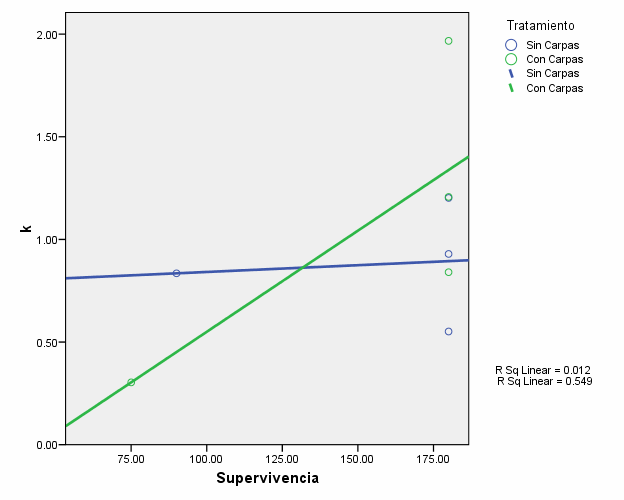 Tratamiento
Sin Carpas
Con Carpas
Sin Carpas
Con Carpas
2.00
1.50
1.00
0.50
0.00
k
75.00 100.00 125.00 150.00 175.00
Supervivencia
R Sq Linear = 0.012
R Sq Linear = 0.549